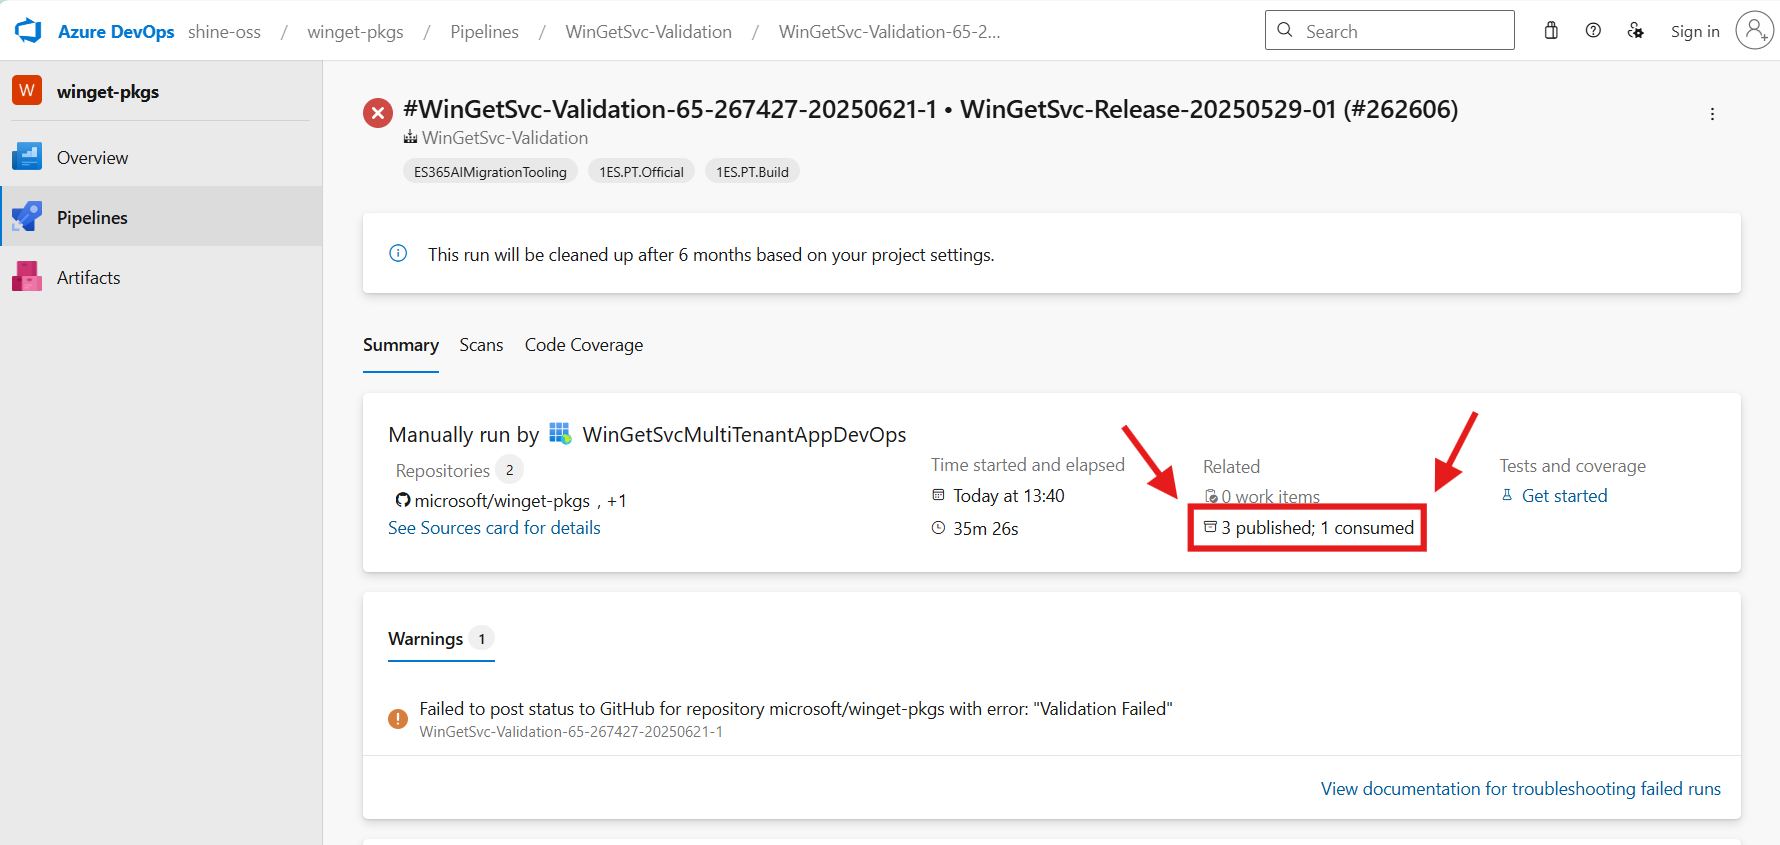 Azure DevOps shine-oss / winget-pkgs / Pipelines / WinGetSvc-Validation / WinGetSvc-Validation-65-2...
Search
Sign in
W winget-pkgs
Overview
Pipelines
Artifacts
#WinGetSvc-Validation-65-267427-20250621-1 • WinGetSvc-Release-20250529-01 (#262606)
WinGetSvc-Validation
ES365AIMigrationTooling 1ES.PT.Official 1ES.PT.Build
This run will be cleaned up after 6 months based on your project settings.
Summary Scans Code Coverage
Manually run by WinGetSvcMultiTenantAppDevOps
Repositories 2
microsoft/winget-pkgs , +1
See Sources card for details
Time started and elapsed
Today at 13:40
35m 26s
Related
0 work items
3 published; 1 consumed
Tests and coverage
Get started
Warnings 1
Failed to post status to GitHub for repository microsoft/winget-pkgs with error: "Validation Failed"
WinGetSvc-Validation-65-267427-20250621-1
View documentation for troubleshooting failed runs